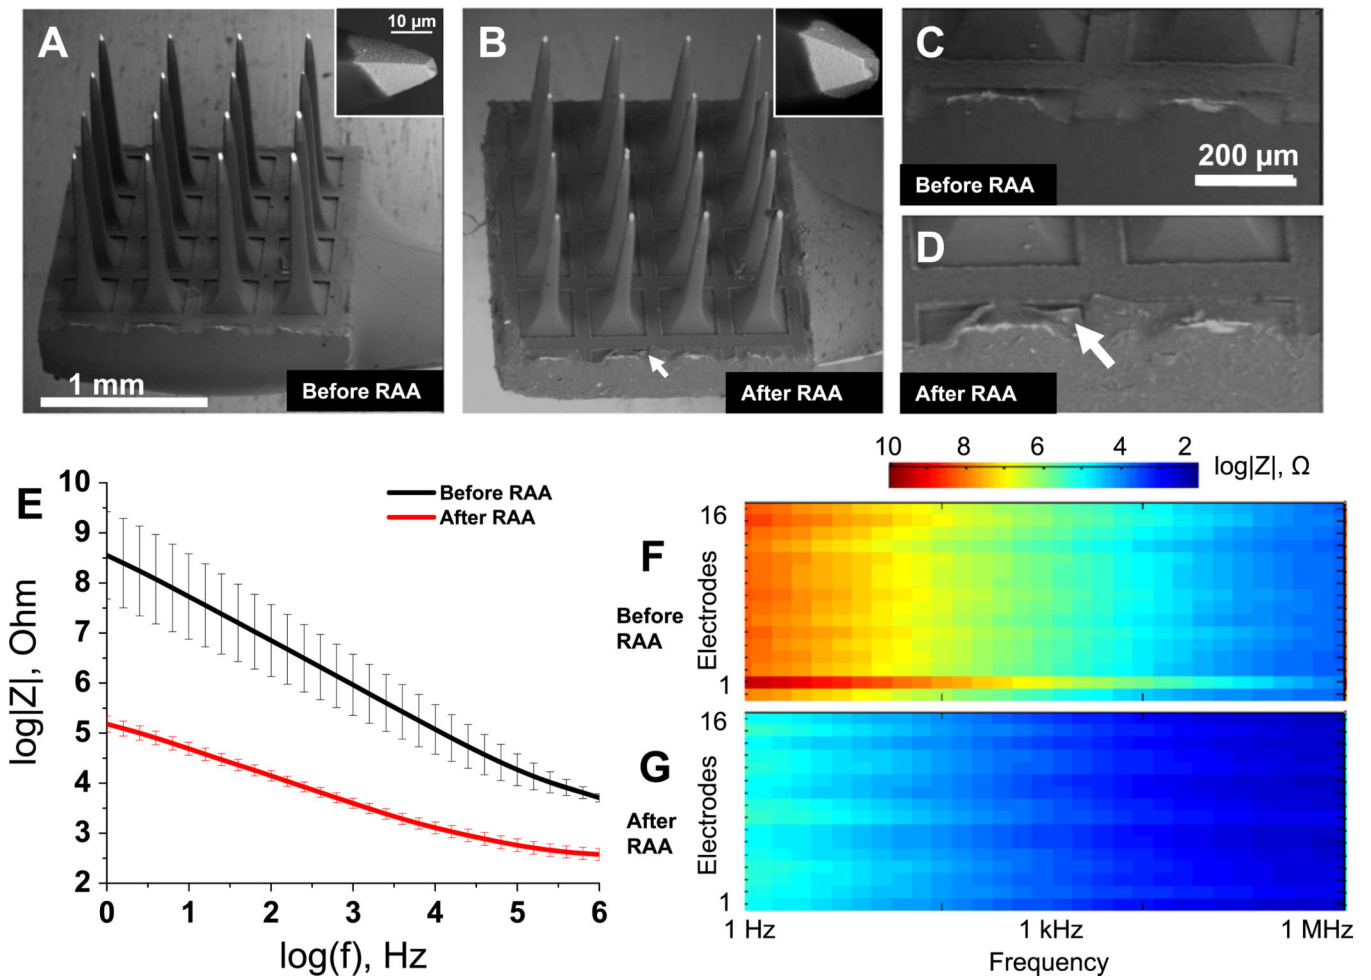 A
10 μm
Before RAA
1 mm
B
After RAA
C
Before RAA
200 μm
D
After RAA
E
10
9
8
7
6
5
4
3
2
0
1
2
3
4
5
6
log|Z|, Ohm
log(f), Hz
Before RAA
After RAA
10 8 6 4 2
log|Z|, Ω
F
Before
RAA
16
Electrodes
1
G
After
RAA
16
Electrodes
1
1 Hz 1 kHz 1 MHz
Frequency